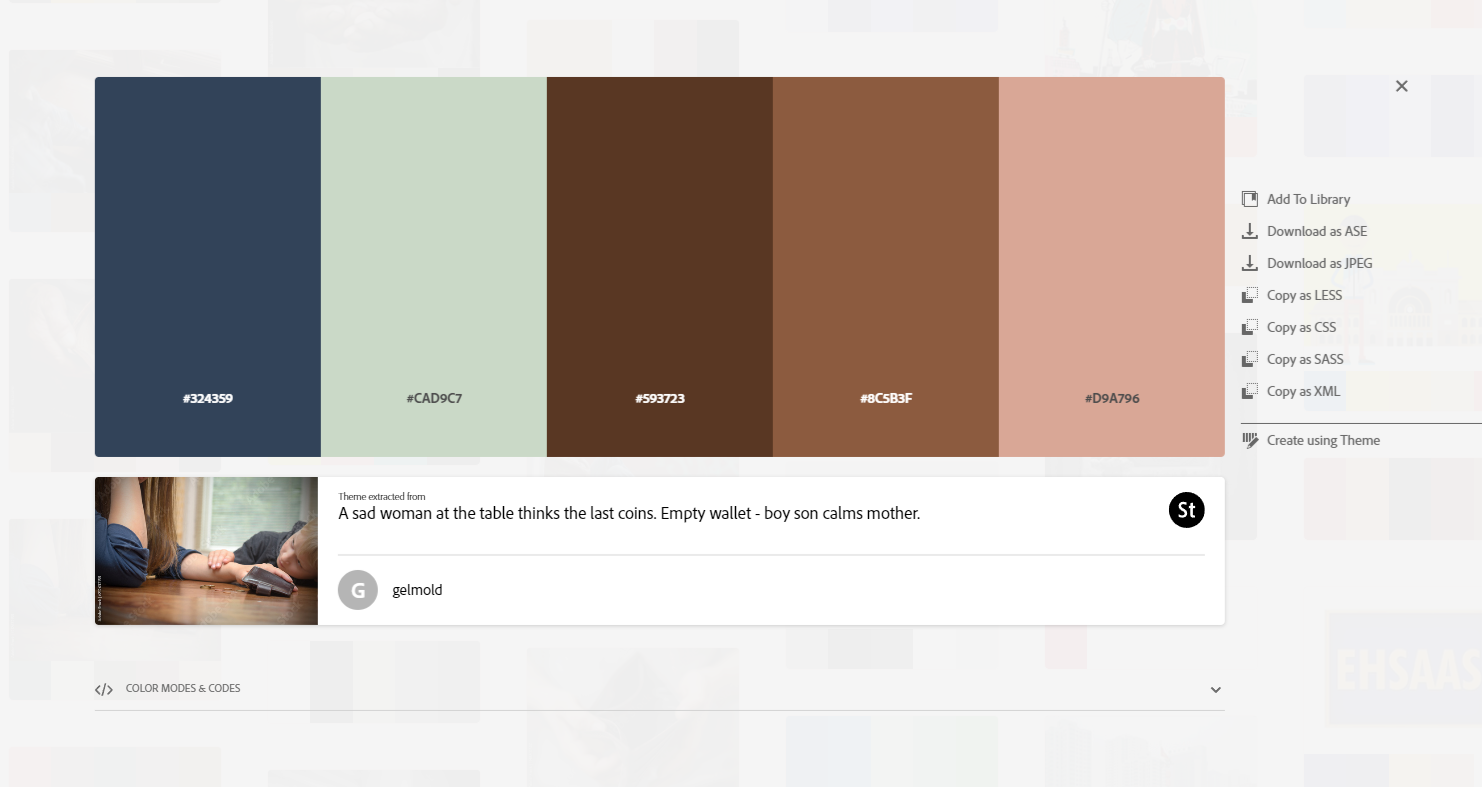 #324359
#CAD9C7
#593723
#8C5B3F
#D9A796
Add To Library
Download as ASE
Download as JPEG
Copy as LESS
Copy as CSS
Copy as SASS
Copy as XML
Create using Theme
Theme extracted from
A sad woman at the table thinks the last coins. Empty wallet - boy son calms mother.
St
G
gelmold
</> COLOR MODES & CODES
EHSAAS